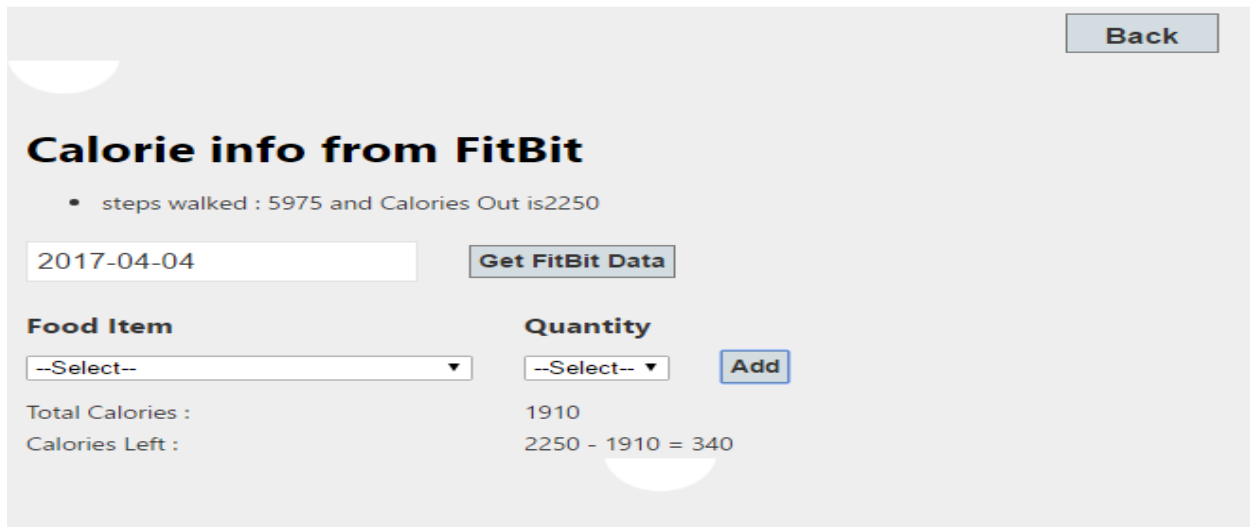 Back
Calorie info from FitBit
• steps walked : 5975 and Calories Out is2250
2017-04-04 Get FitBit Data
Food Item Quantity
--Select-- --Select-- Add
Total Calories : 1910
Calories Left : 2250 - 1910 = 340